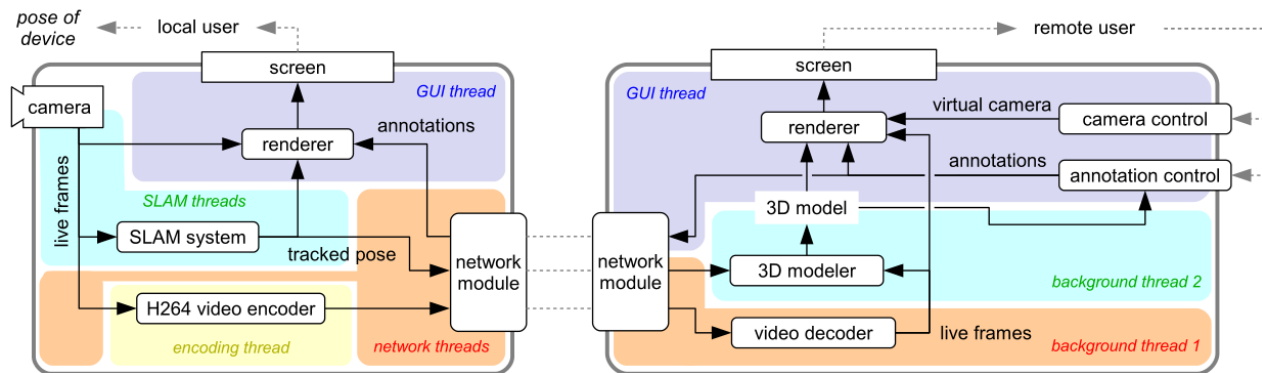 pose of
device
local user
screen
GUI thread
camera
annotations
renderer
live frames
SLAM threads
SLAM system
tracked pose
network
module
H264 video encoder
encoding thread
network threads
remote user
screen
GUI thread
virtual camera
camera control
renderer
annotations
annotation control
3D model
network
module
3D modeler
background thread 2
video decoder
live frames
background thread 1